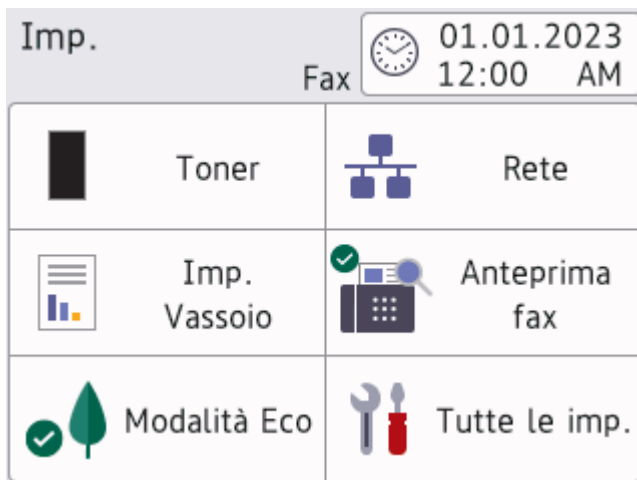 Imp.
Fax
01.01.2023
12:00 AM
Toner
Rete
Imp.
Vassoio
Anteprima
fax
Modalità Eco
Tutte le imp.